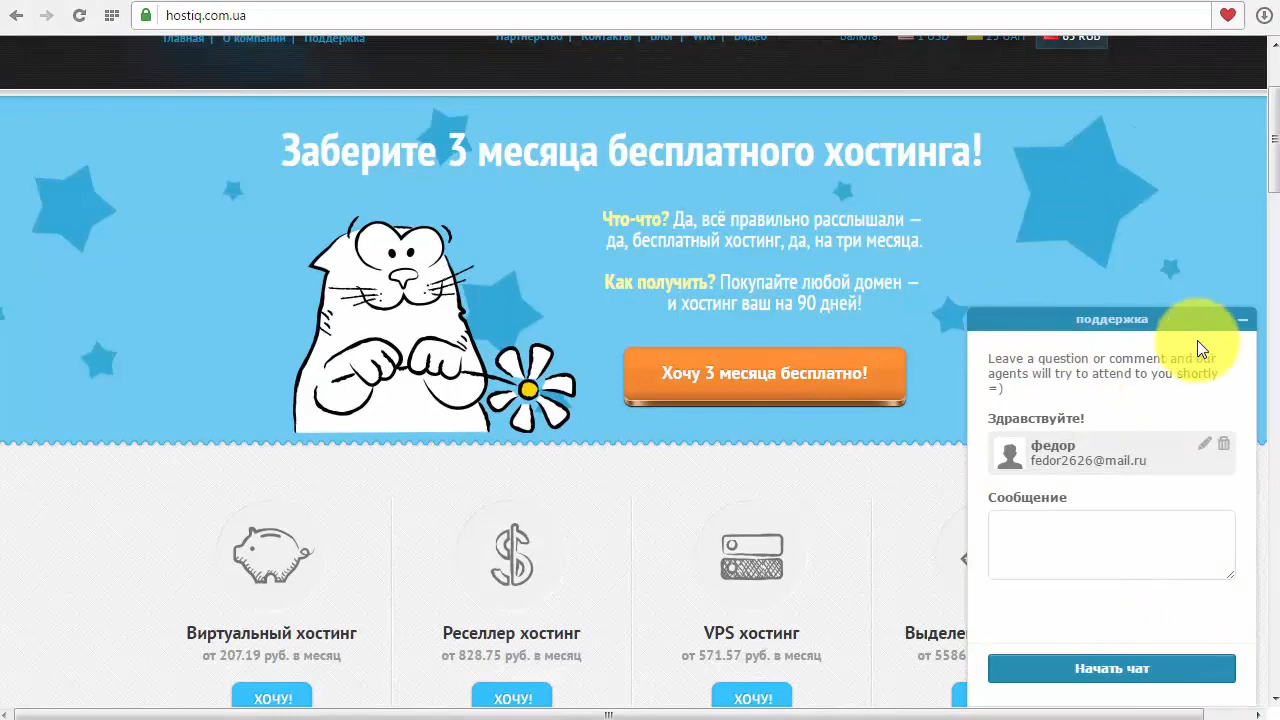 hostiq.com.ua
Главная | О компании | Поддержка
Партнерство | Контакты | Блог | Wiki | Видео
Валюта: 1 USD 25 UAH 65 RUB
Заберите 3 месяца бесплатного хостинга!
Что-что? Да, всё правильно расслышали —
да, бесплатный хостинг, да, на три месяца.
Как получить? Покупайте любой домен —
и хостинг ваш на 90 дней!
Хочу 3 месяца бесплатно!
поддержка
Leave a question or comment and our
agents will try to attend to you shortly
=)
Здравствуйте!
федор
fedor2626@mail.ru
Сообщение
Начать чат
Виртуальный хостинг
от 207.19 руб. в месяц
ХОЧУ!
Реселлер хостинг
от 828.75 руб. в месяц
ХОЧУ!
VPS хостинг
от 571.57 руб. в месяц
ХОЧУ!
Выделе
от 5586